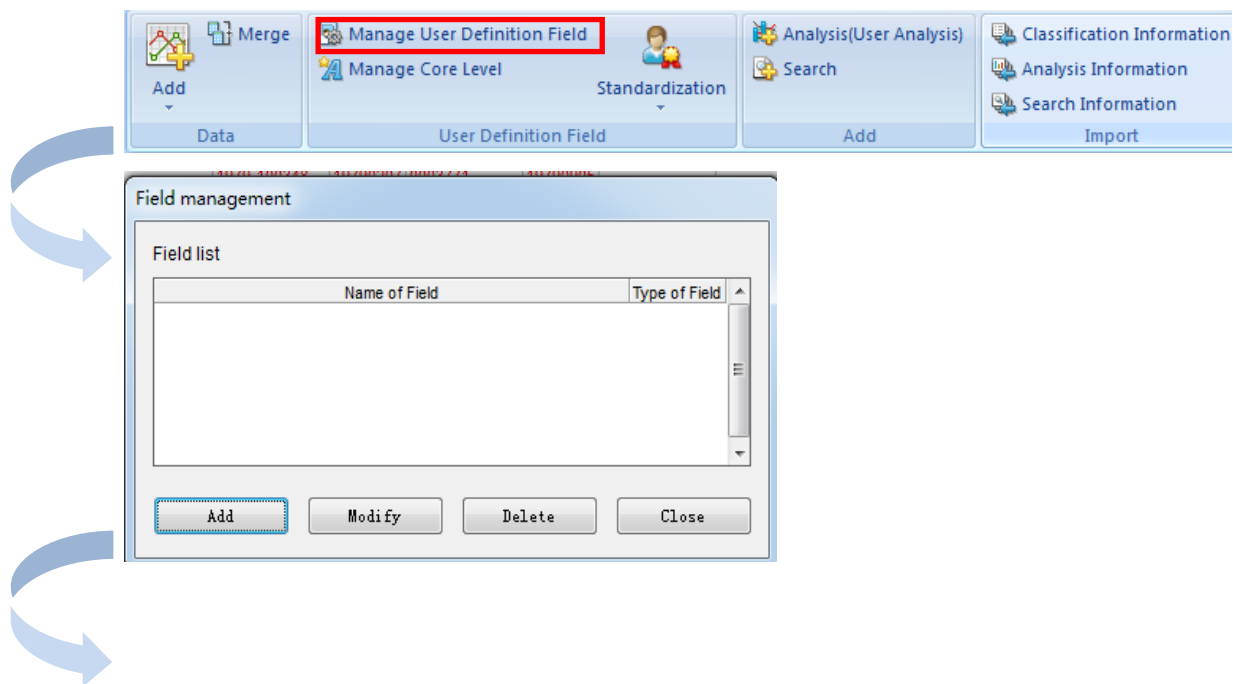 Merge
Manage User Definition Field
Analysis(User Analysis)
Classification Information
Manage Core Level
Search
Analysis Information
Add
Standardization
Search Information
Data
User Definition Field
Add
Import
Field management
Field list
Name of Field
Type of Field
Add
Modify
Delete
Close